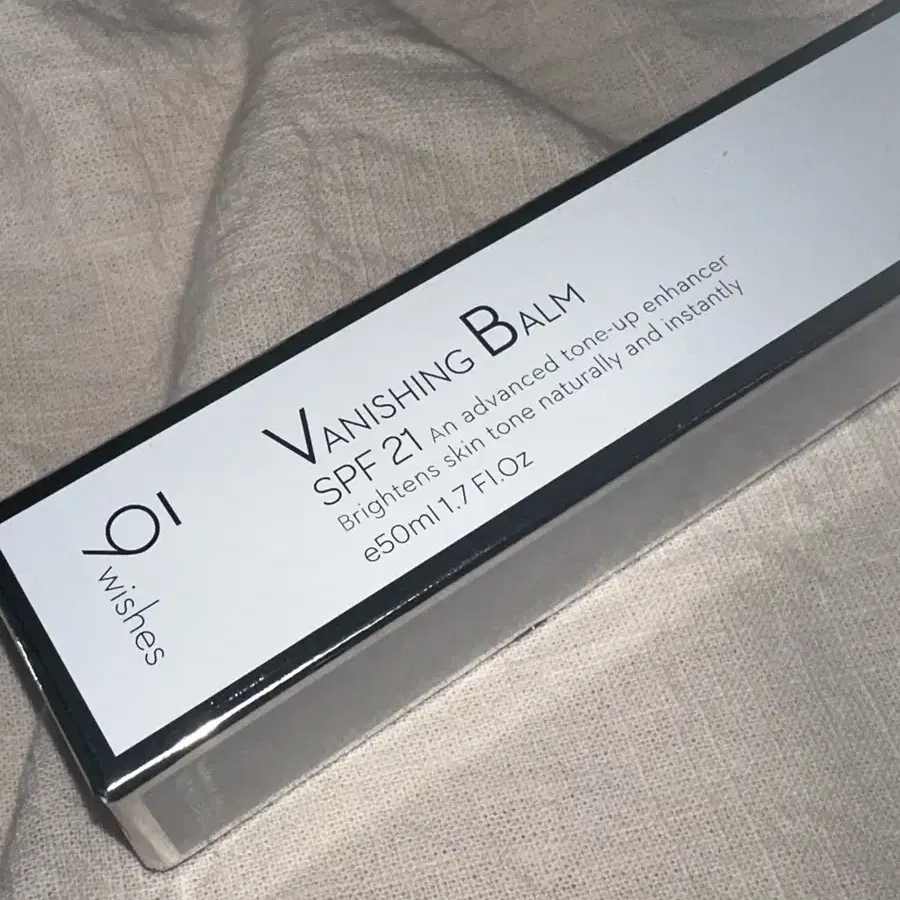 9
wishes
VANISHING BALM
SPF 21 An advanced tone-up enhancer
Brightens skin tone naturally and instantly
e50ml 1.7 Fl.Oz